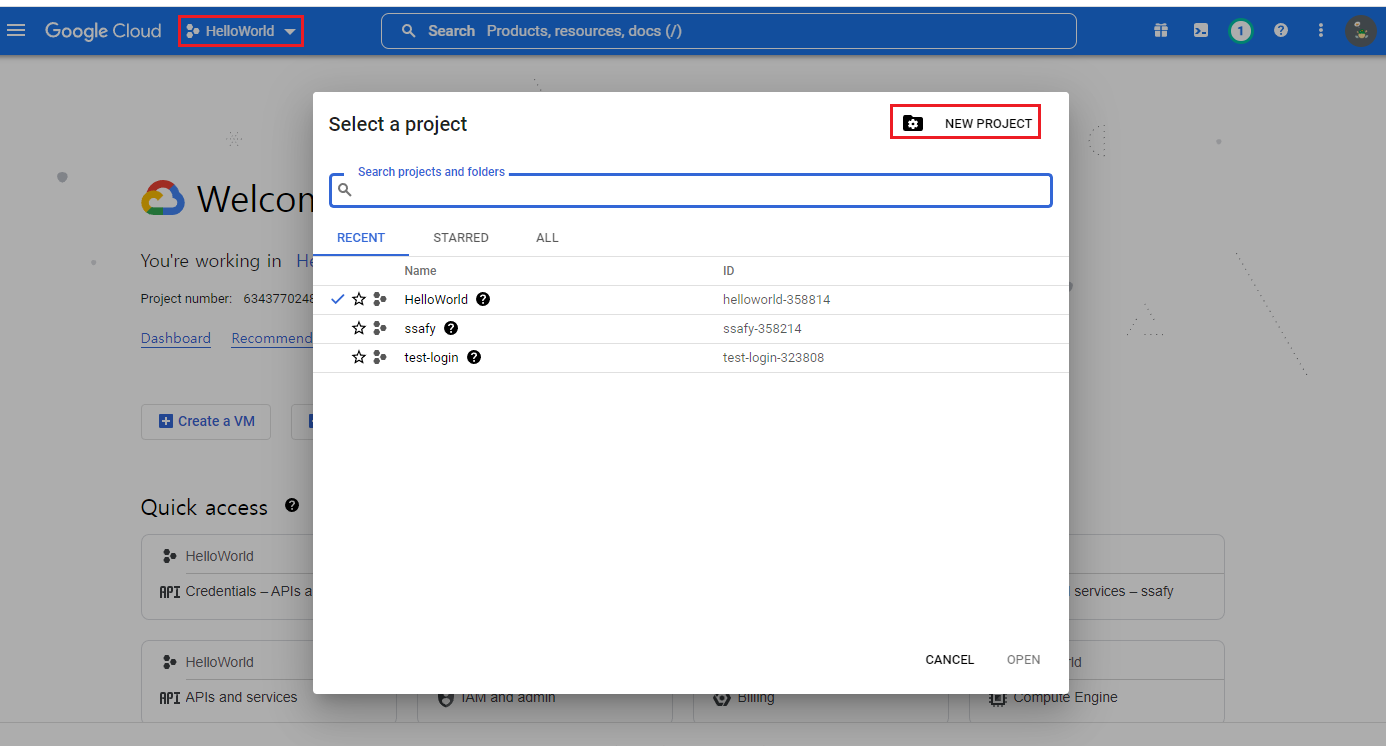 Google Cloud HelloWorld Search Products, resources, docs (/) 1
Select a project NEW PROJECT
Search projects and folders
RECENT STARRED ALL
Name ID
HelloWorld helloworld-358814
ssafy ssafy-358214
test-login test-login-323808
CANCEL OPEN
Welcom
You're working in He
Project number: 6343770248
Dashboard Recommend
Create a VM
Quick access
HelloWorld
API Credentials – APIs a services – ssafy
HelloWorld ld
API APIs and services IAM and admin Billing Compute Engine